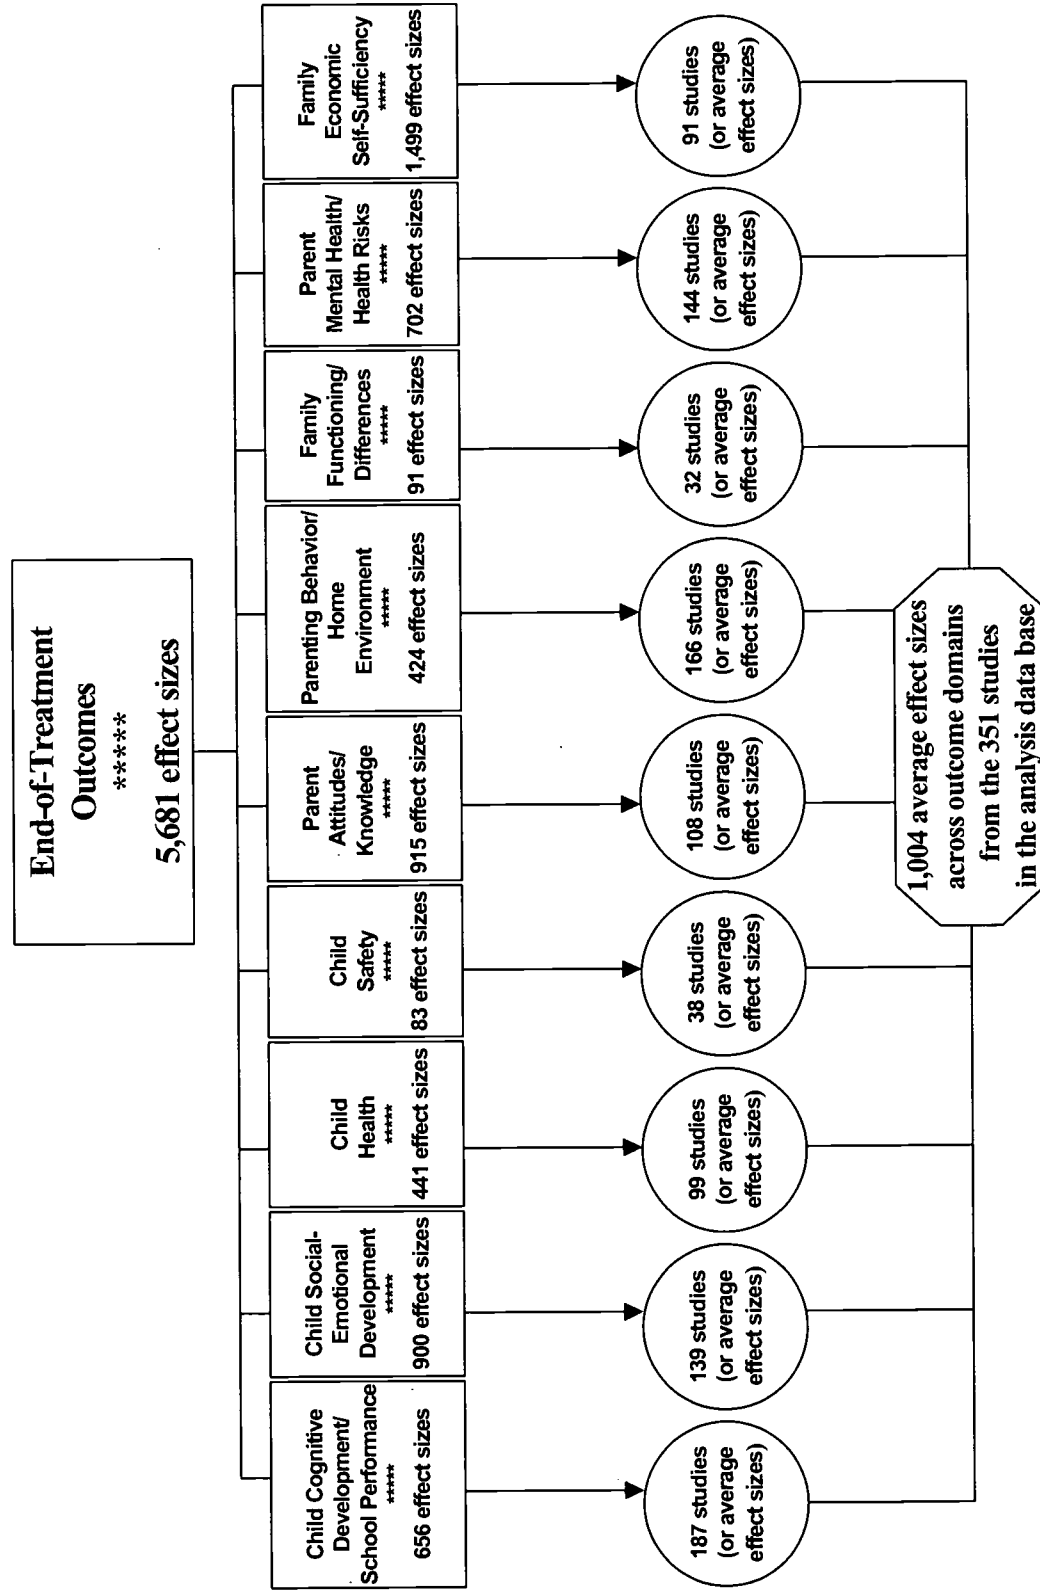 End-of-Treatment
Outcomes
*****
5,681 effect sizes
Child Cognitive
Development/
School Performance
*****
656 effect sizes
Child Social-
Emotional
Development
*****
900 effect sizes
Child
Health
*****
441 effect sizes
Child
Safety
*****
83 effect sizes
Parent
Attitudes/
Knowledge
*****
915 effect sizes
Parenting Behavior/
Home
Environment
*****
424 effect sizes
Family
Functioning/
Differences
*****
91 effect sizes
Parent
Mental Health/
Health Risks
*****
702 effect sizes
Family
Economic
Self-Sufficiency
*****
1,499 effect sizes
187 studies
(or average
effect sizes)
139 studies
(or average
effect sizes)
99 studies
(or average
effect sizes)
38 studies
(or average
effect sizes)
108 studies
(or average
effect sizes)
166 studies
(or average
effect sizes)
32 studies
(or average
effect sizes)
144 studies
(or average
effect sizes)
91 studies
(or average
effect sizes)
1,004 average effect sizes
across outcome domains
from the 351 studies
in the analysis data base